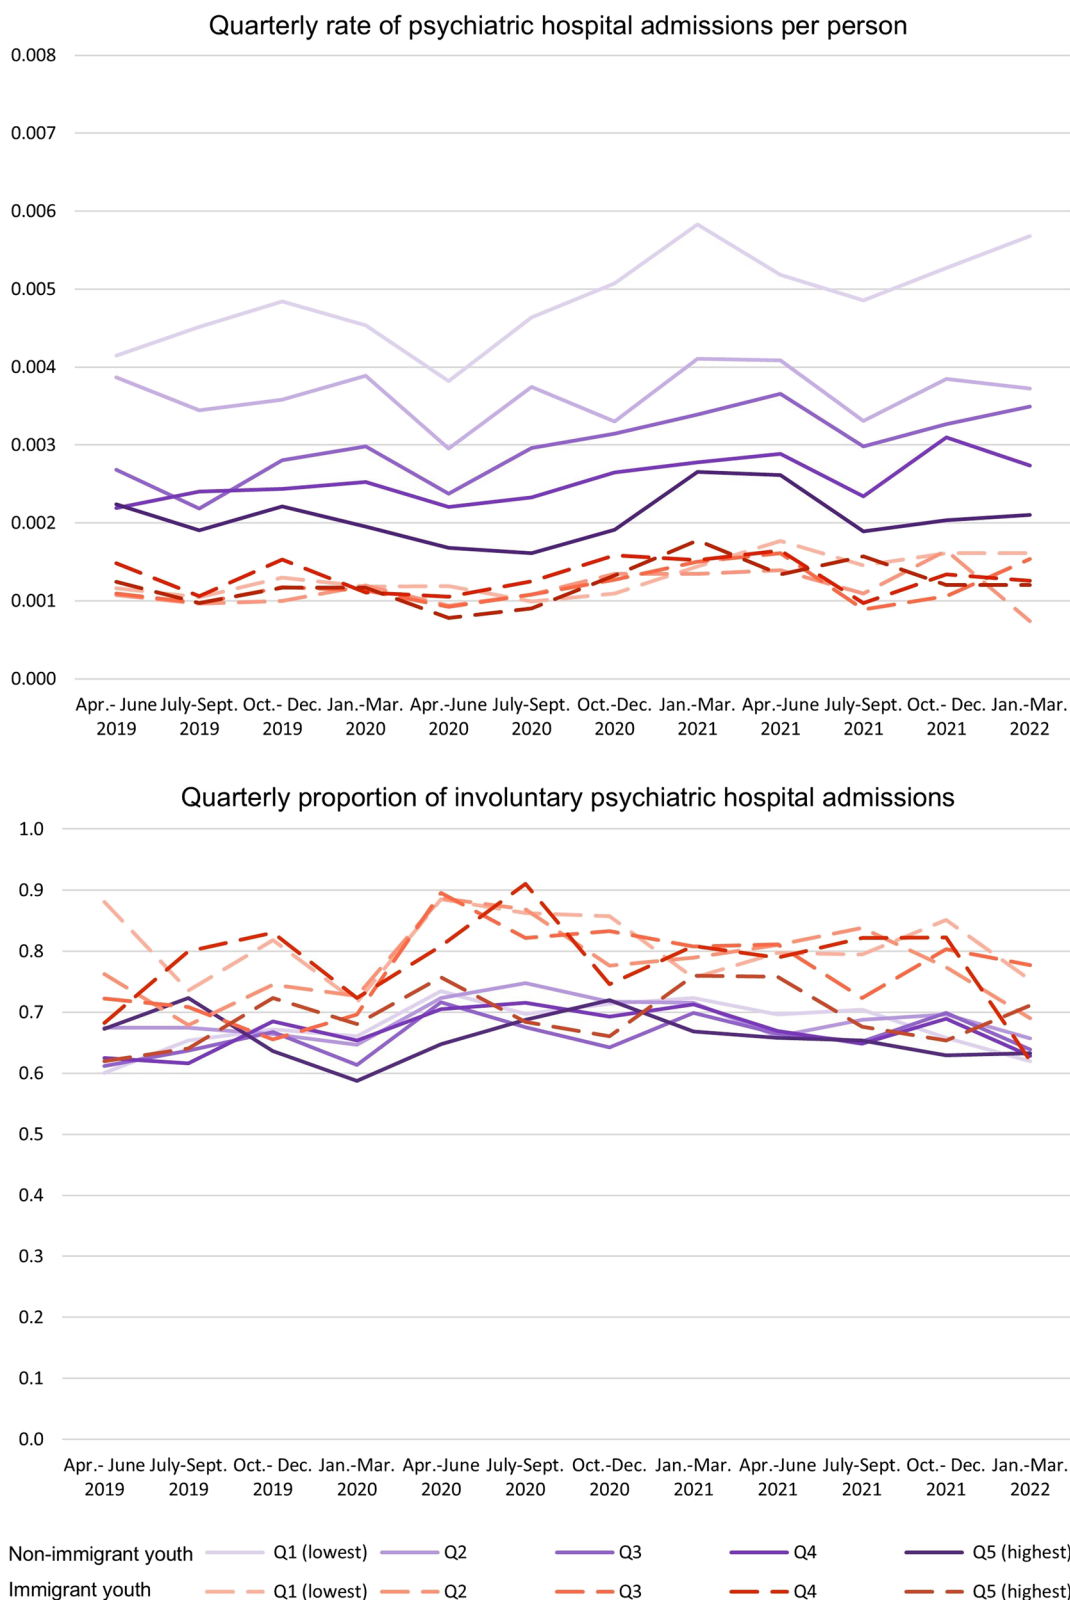 Quarterly rate of psychiatric hospital admissions per person
0.008
0.007
0.006
0.005
0.004
0.003
0.002
0.001
0.000
Apr.- June July-Sept. Oct.- Dec. Jan.-Mar. Apr.-June July-Sept. Oct.-Dec. Jan.-Mar. Apr.-June July-Sept. Oct.- Dec. Jan.-Mar.
2019 2019 2019 2020 2020 2020 2020 2021 2021 2021 2021 2022
Quarterly proportion of involuntary psychiatric hospital admissions
1.0
0.9
0.8
0.7
0.6
0.5
0.4
0.3
0.2
0.1
0.0
Apr.- June July-Sept. Oct.- Dec. Jan.-Mar. Apr.-June July-Sept. Oct.-Dec. Jan.-Mar. Apr.-June July-Sept. Oct.- Dec. Jan.-Mar.
2019 2019 2019 2020 2020 2020 2020 2021 2021 2021 2021 2022
Non-immigrant youth Q1 (lowest) Q2 Q3 Q4 Q5 (highest)
Immigrant youth Q1 (lowest) Q2 Q3 Q4 Q5 (highest)